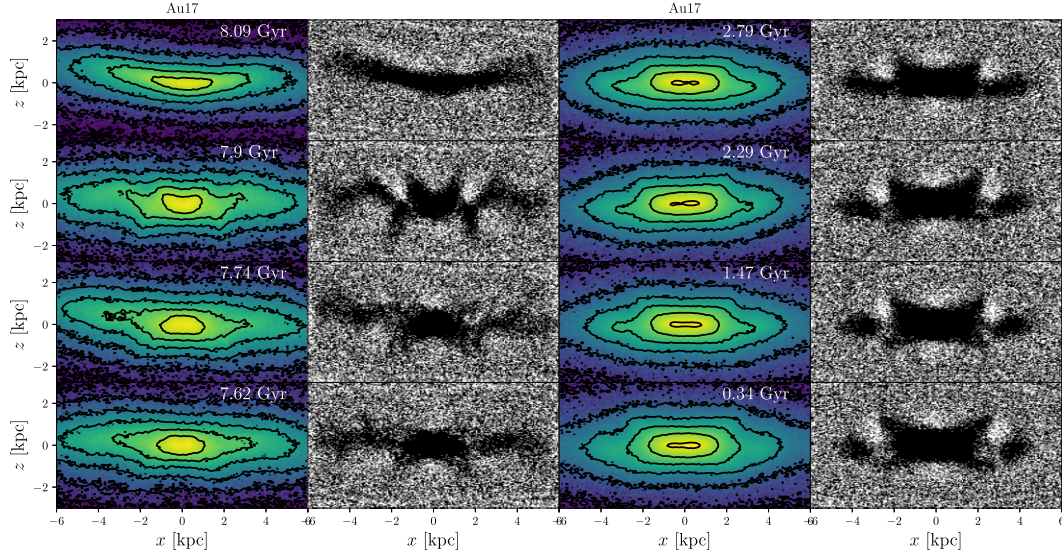 Au17
Au17
8.09 Gyr
2.79 Gyr
z [kpc]
2
0
−2
7.9 Gyr
2.29 Gyr
z [kpc]
2
0
−2
7.74 Gyr
1.47 Gyr
z [kpc]
2
0
−2
7.62 Gyr
0.34 Gyr
z [kpc]
2
0
−2
−6 −4 −2 0 2 4 −6 −4 −2 0 2 4 −6 −4 −2 0 2 4 −6 −4 −2 0 2 4 6
x [kpc] x [kpc] x [kpc] x [kpc]